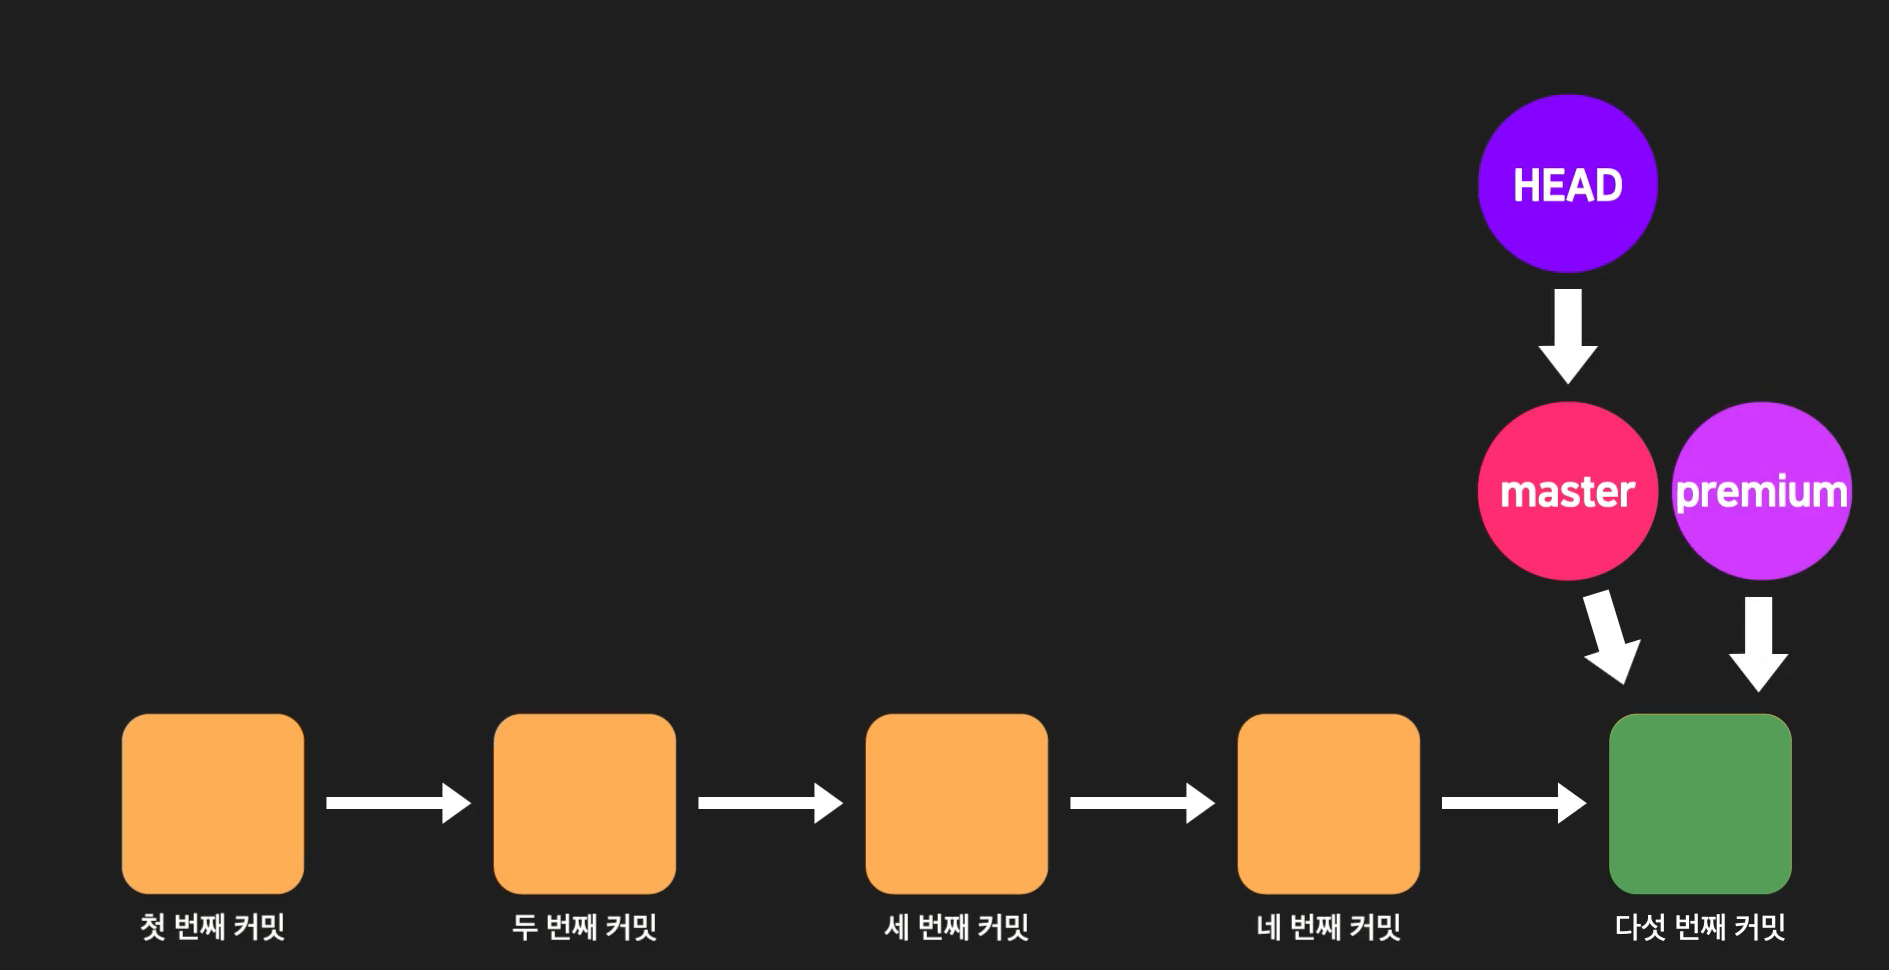 HEAD
master
premium
첫 번째 커밋
두 번째 커밋
세 번째 커밋
네 번째 커밋
다섯 번째 커밋